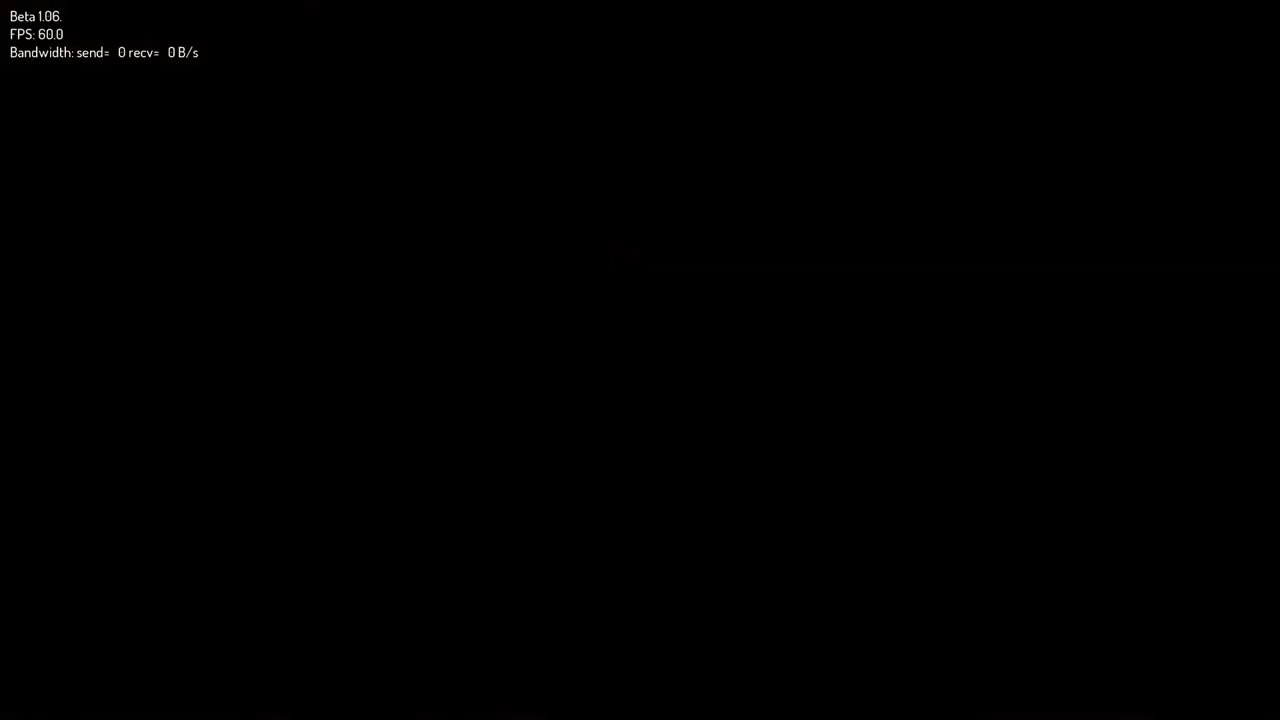 Beta 1.06.
FPS: 60.0
Bandwidth: send= 0 recv= 0 B/s